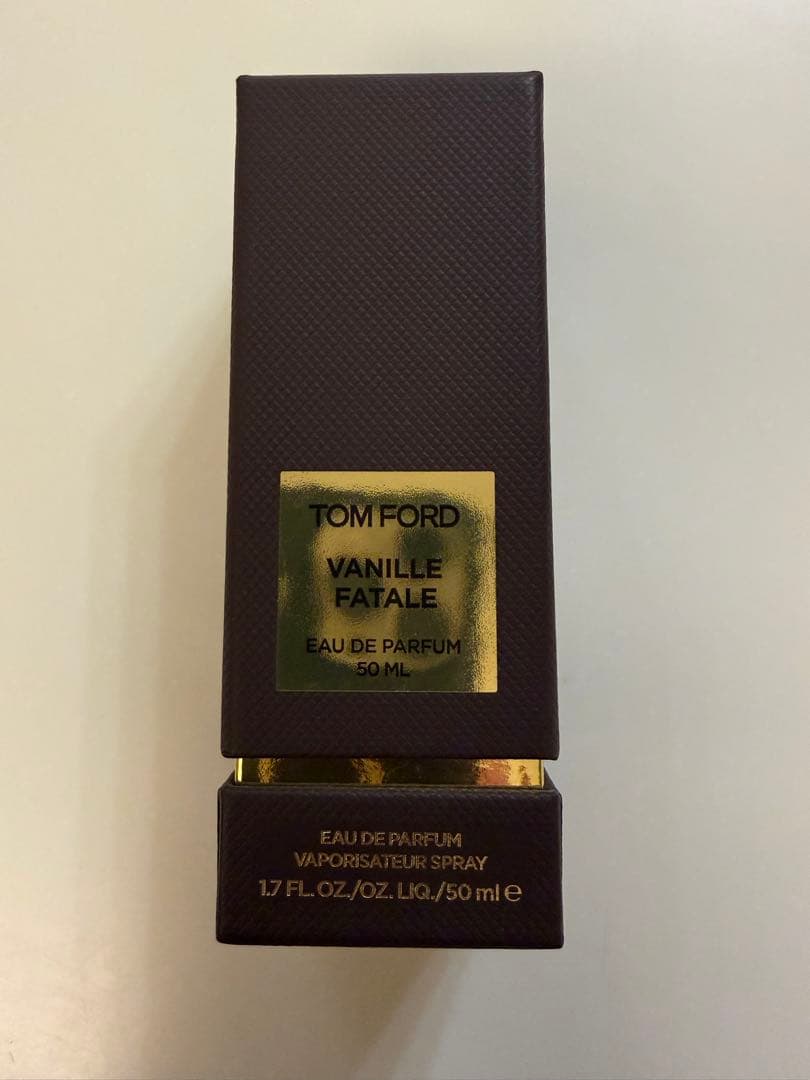 TOM FORD
VANILLE
FATALE
EAU DE PARFUM
50 ML
EAU DE PARFUM
VAPORISATEUR SPRAY
1.7 FL. OZ./OZ. LIQ./50 ml ℮